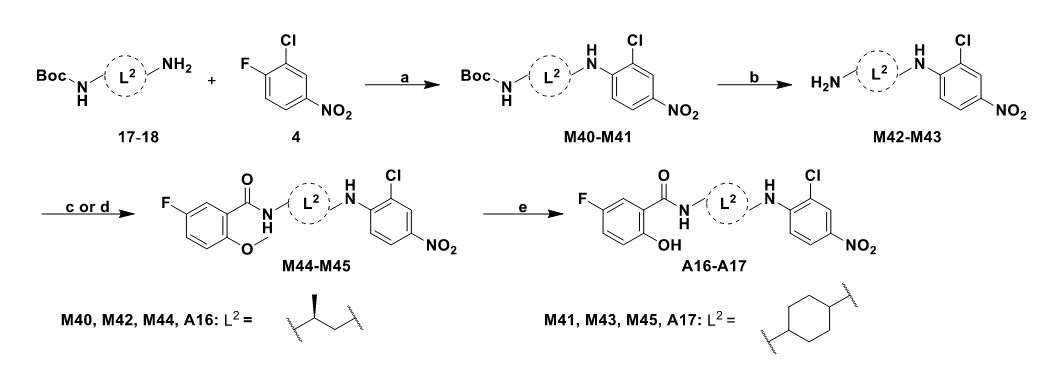 Boc N H L2 NH2 + F Cl NO2 a Boc N H L2 H N Cl NO2 b H2N L2 H N Cl NO2
17-18 4 M40-M41 M42-M43
c or d F O N H O L2 H N Cl NO2 e F O N H OH L2 H N Cl NO2
M44-M45 A16-A17
M40, M42, M44, A16: L2 = M41, M43, M45, A17: L2 =